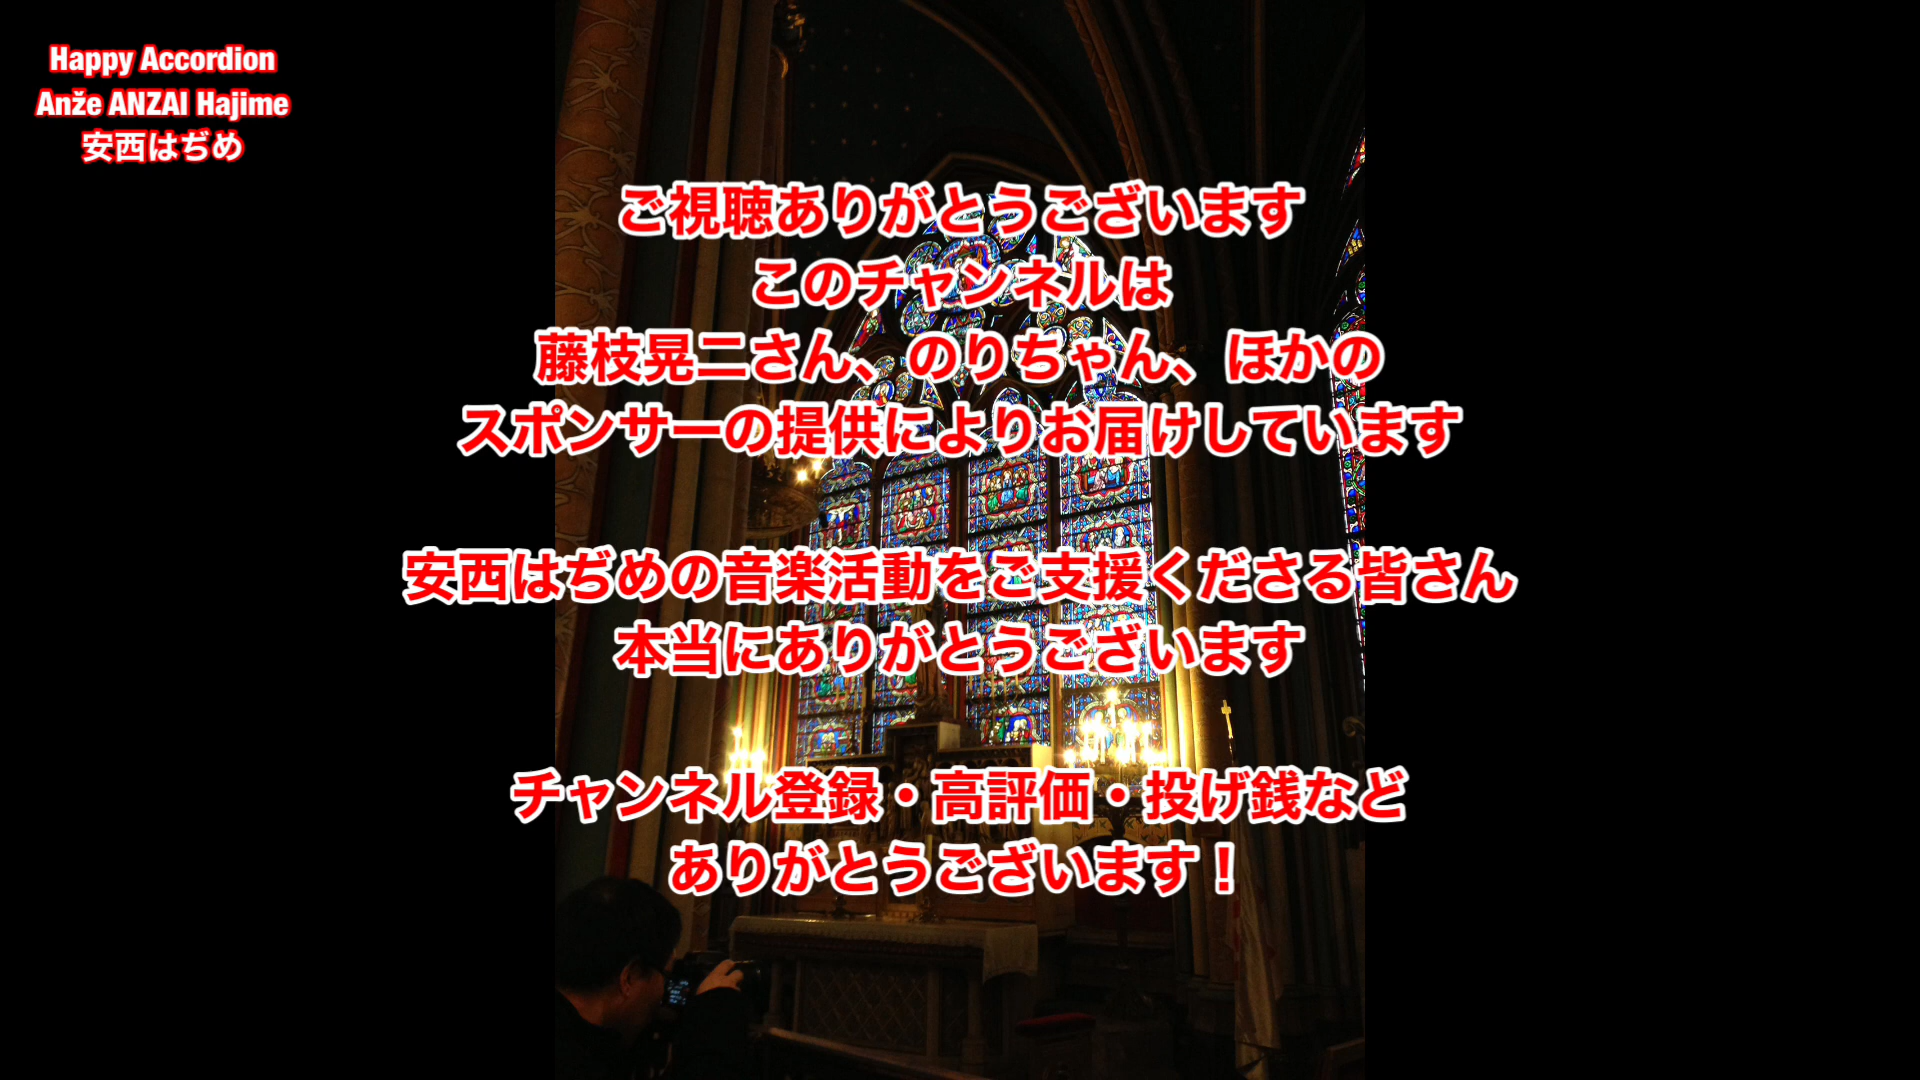 Happy Accordion
Anže ANZAI Hajime
安西はぢめ
ご視聴ありがとうございます
このチャンネルは
藤枝晃二さん、のりちゃん、ほかの
スポンサーの提供によりお届けしています
安西はぢめの音楽活動をご支援くださる皆さん
本当にありがとうございます
チャンネル登録・高評価・投げ銭など
ありがとうございます！